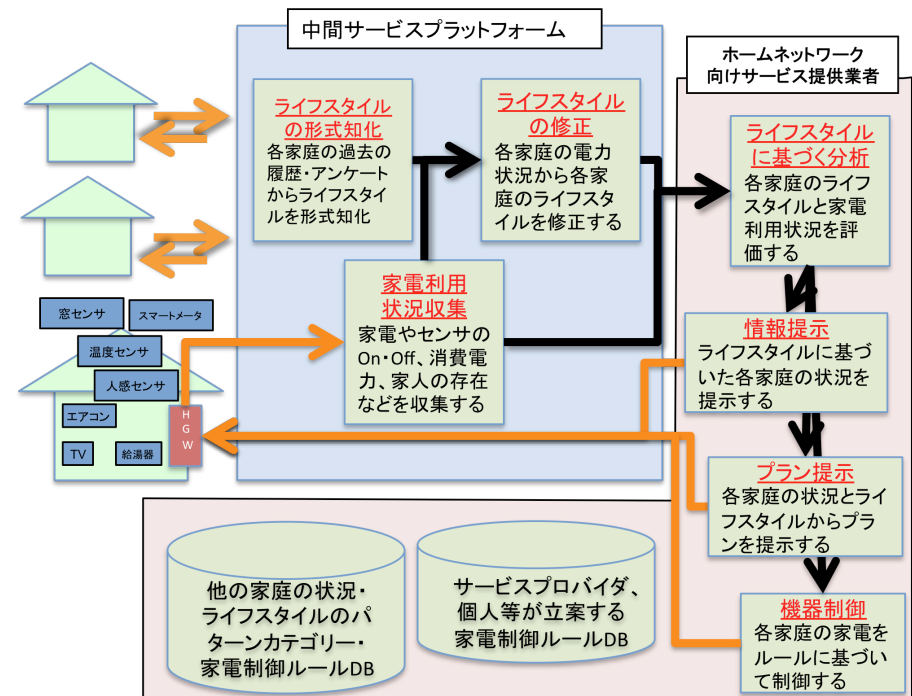 中間サービスプラットフォーム
ホームネットワーク
向けサービス提供業者
ライフスタイル
の形式知化
各家庭の過去の
履歴・アンケート
からライフスタイ
ルを形式知化
ライフスタイル
の修正
各家庭の電力
状況から各家
庭のライフス
タイルを修正する
ライフスタイル
に基づく分析
各家庭のライフ
スタイルと家電
利用状況を評
価する
家電利用
状況収集
家電やセンサの
On・Off、消費電
力、家人の存在
などを収集する
窓センサ
スマートメータ
温度センサ
人感センサ
エアコン
TV
給湯器
H
G
W
情報提示
ライフスタイルに基づ
いた各家庭の状況を
提示する
プラン提示
各家庭の状況とライ
フスタイルからプラ
ンを提示する
機器制御
各家庭の家電を
ルールに基づい
て制御する
他の家庭の状況・
ライフスタイルのパ
ターンカテゴリー・
家電制御ルールDB
サービスプロバイダ、
個人等が立案する
家電制御ルールDB